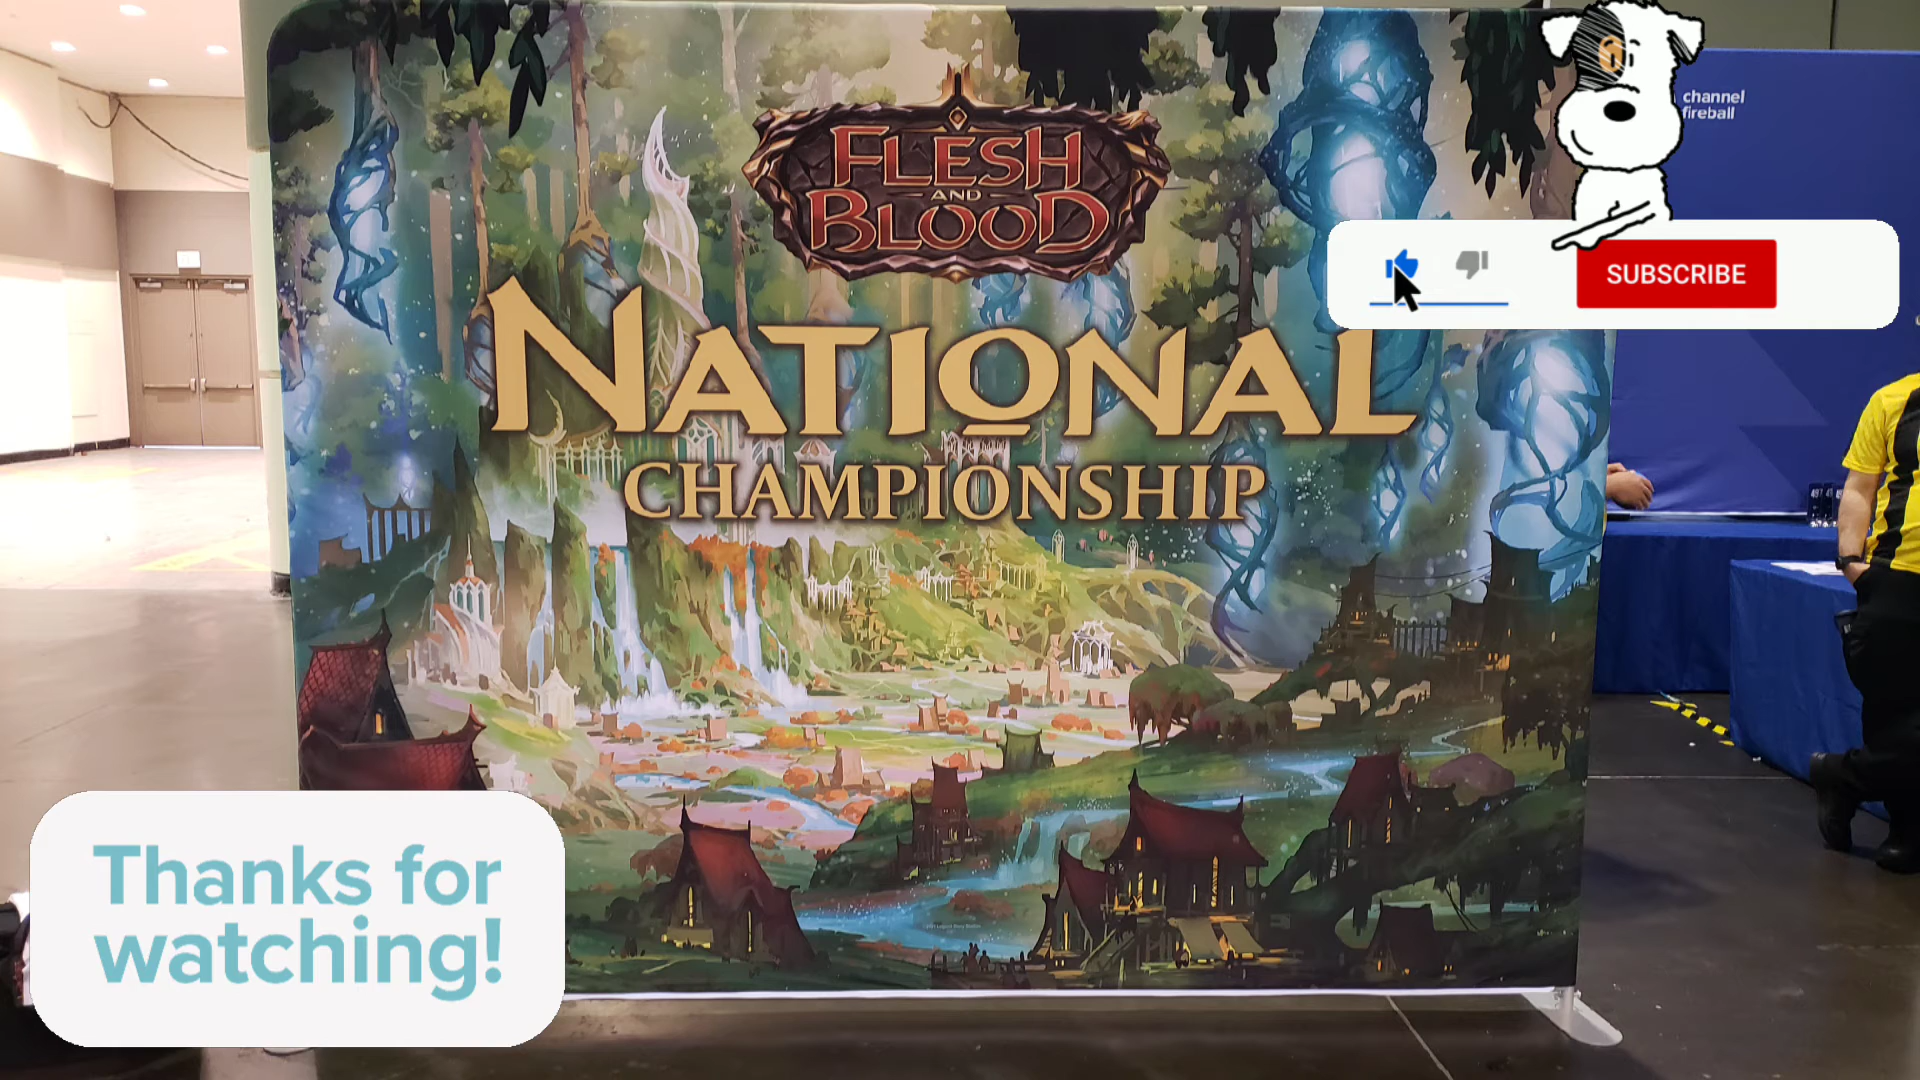 FLESH
AND
BLOOD
channel
fireball
SUBSCRIBE
NATIONAL
CHAMPIONSHIP
Thanks for
watching!